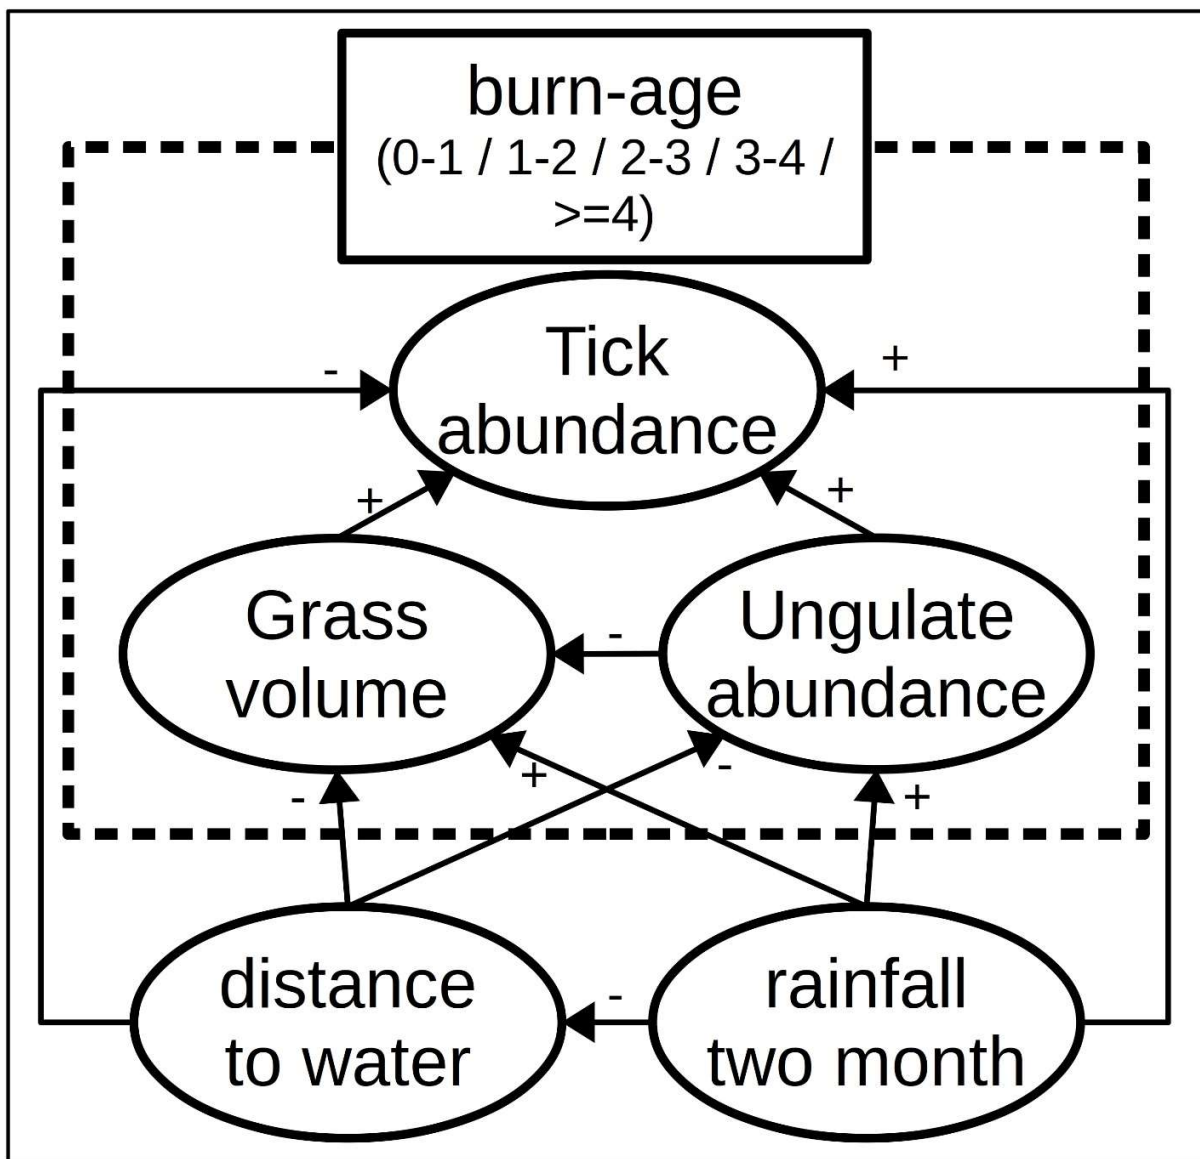 burn-age
(0-1 / 1-2 / 2-3 / 3-4 /
>=4)
Tick
abundance
-
+
+
+
Grass
volume
-
Ungulate
abundance
-
+
-
+
distance
to water
-
rainfall
two month